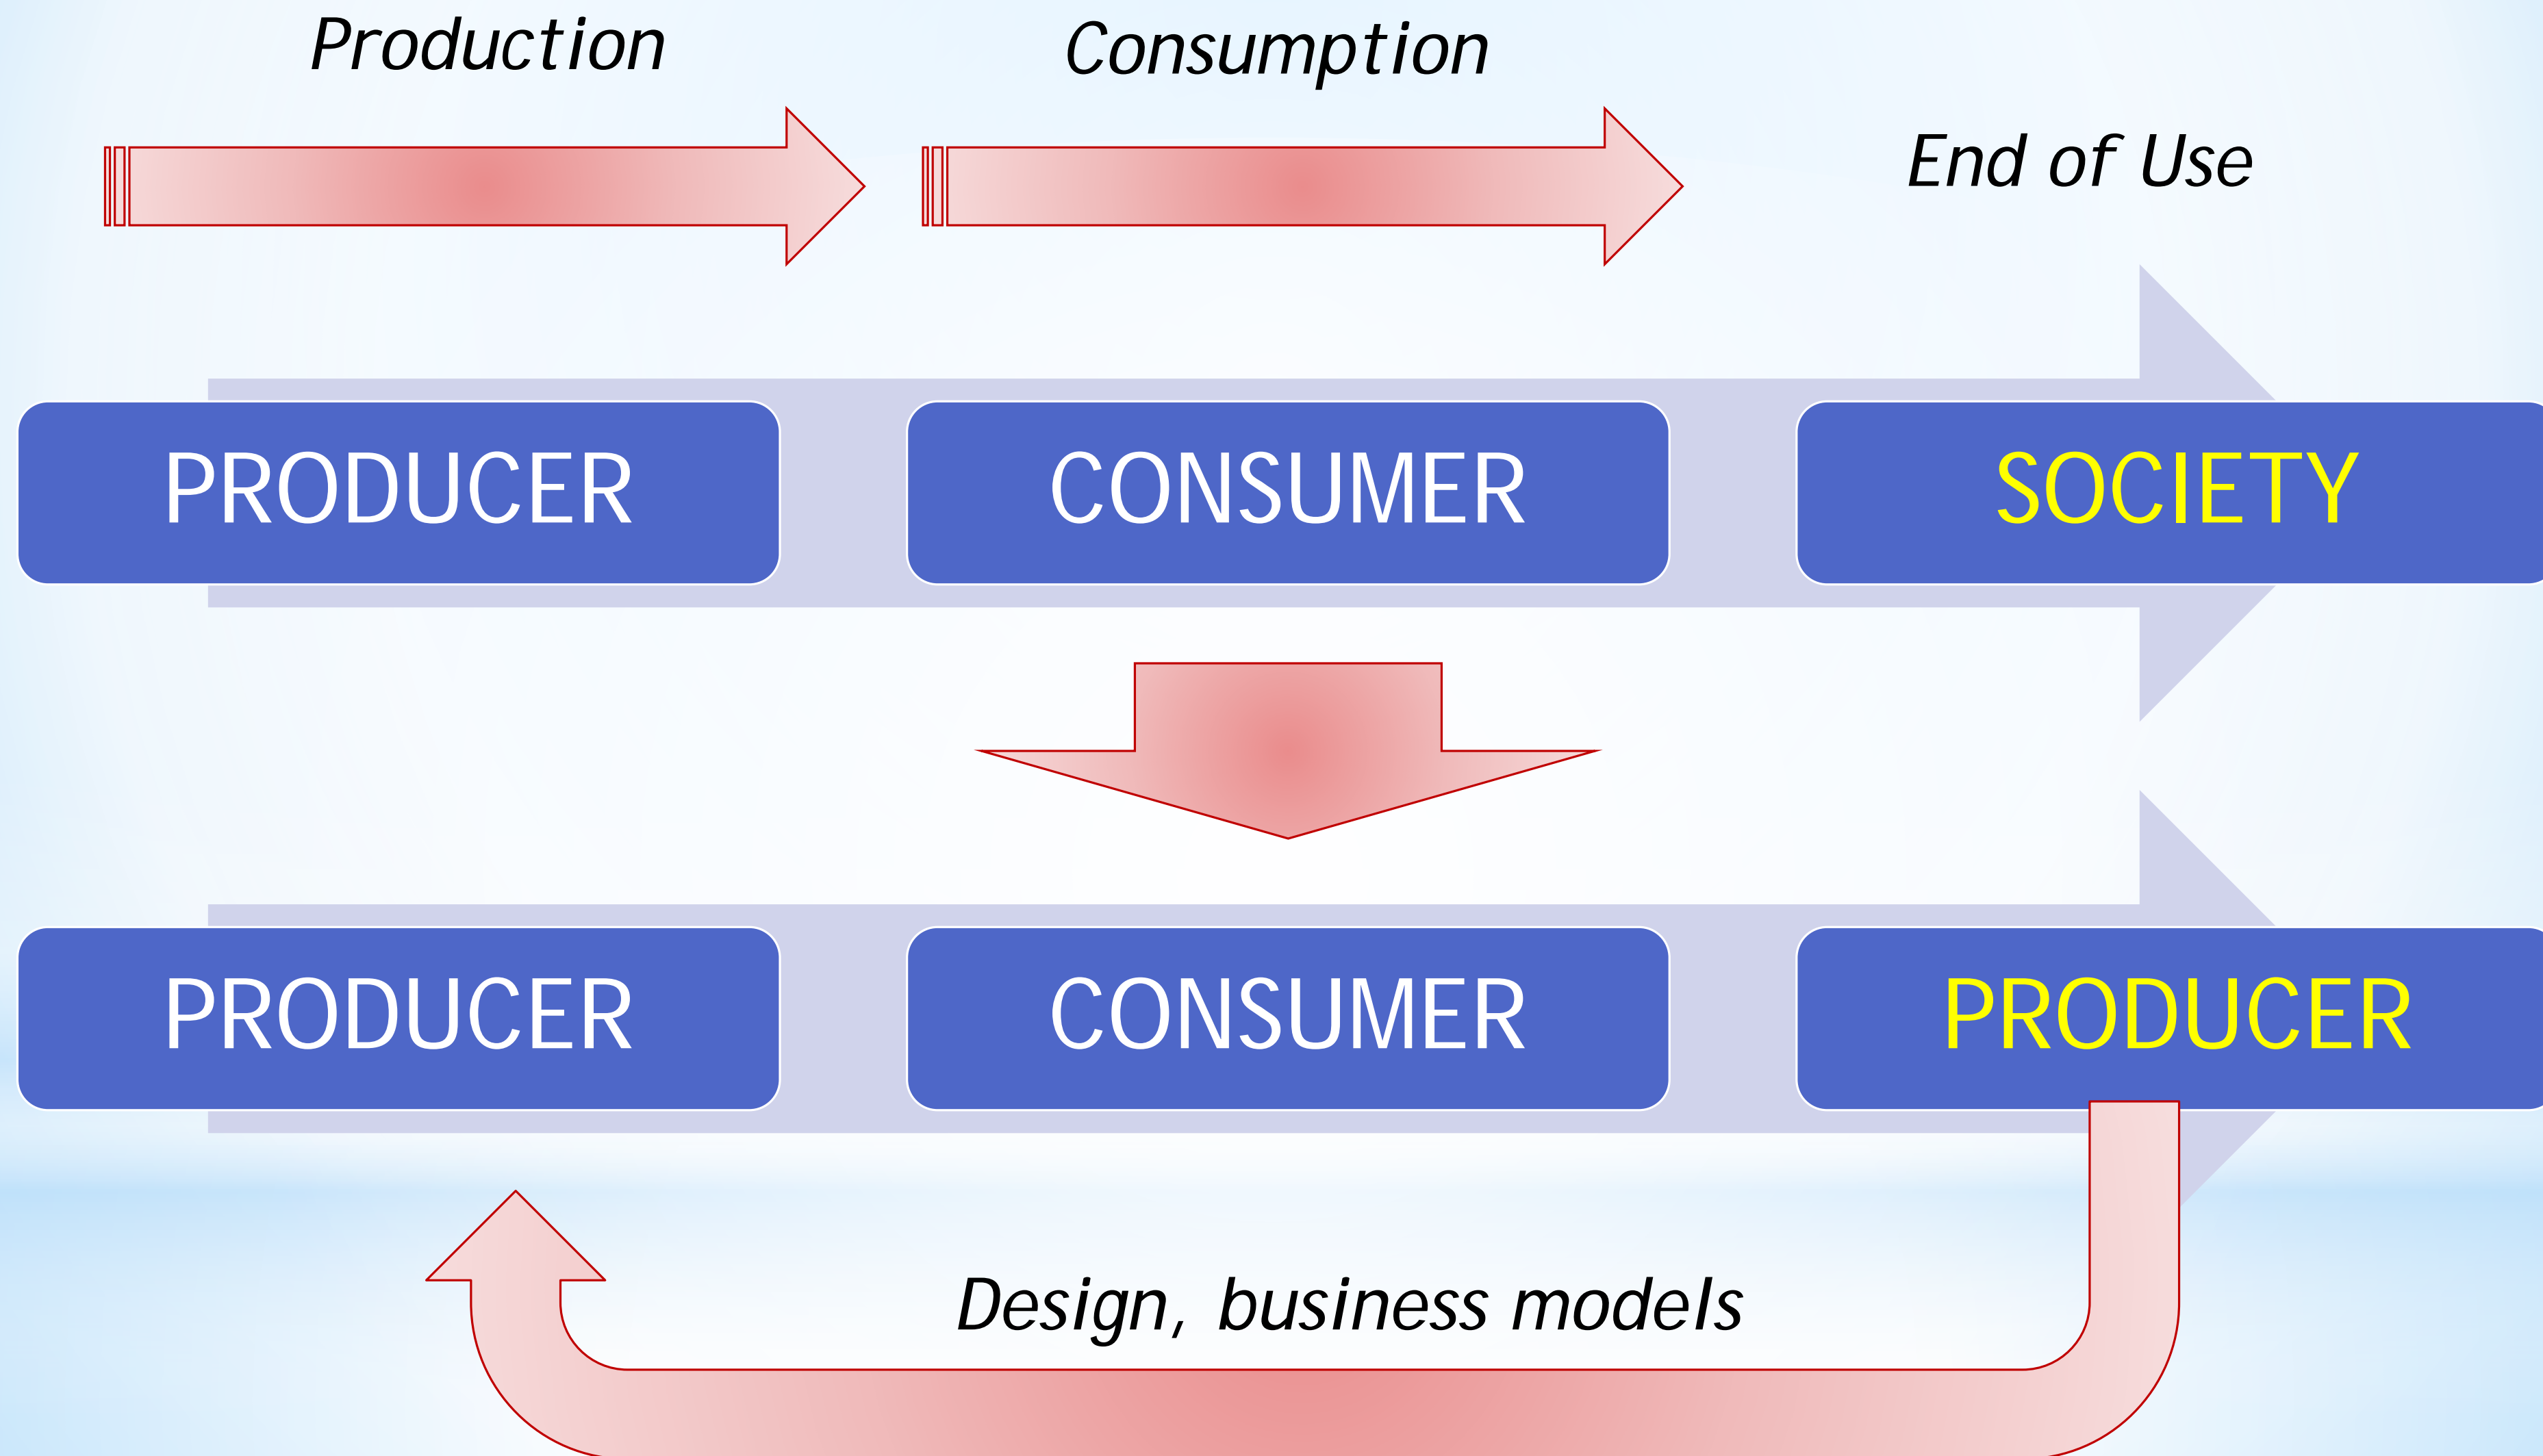 Production
Consumption
End of Use
PRODUCER
CONSUMER
SOCIETY
PRODUCER
CONSUMER
PRODUCER
Design, business models